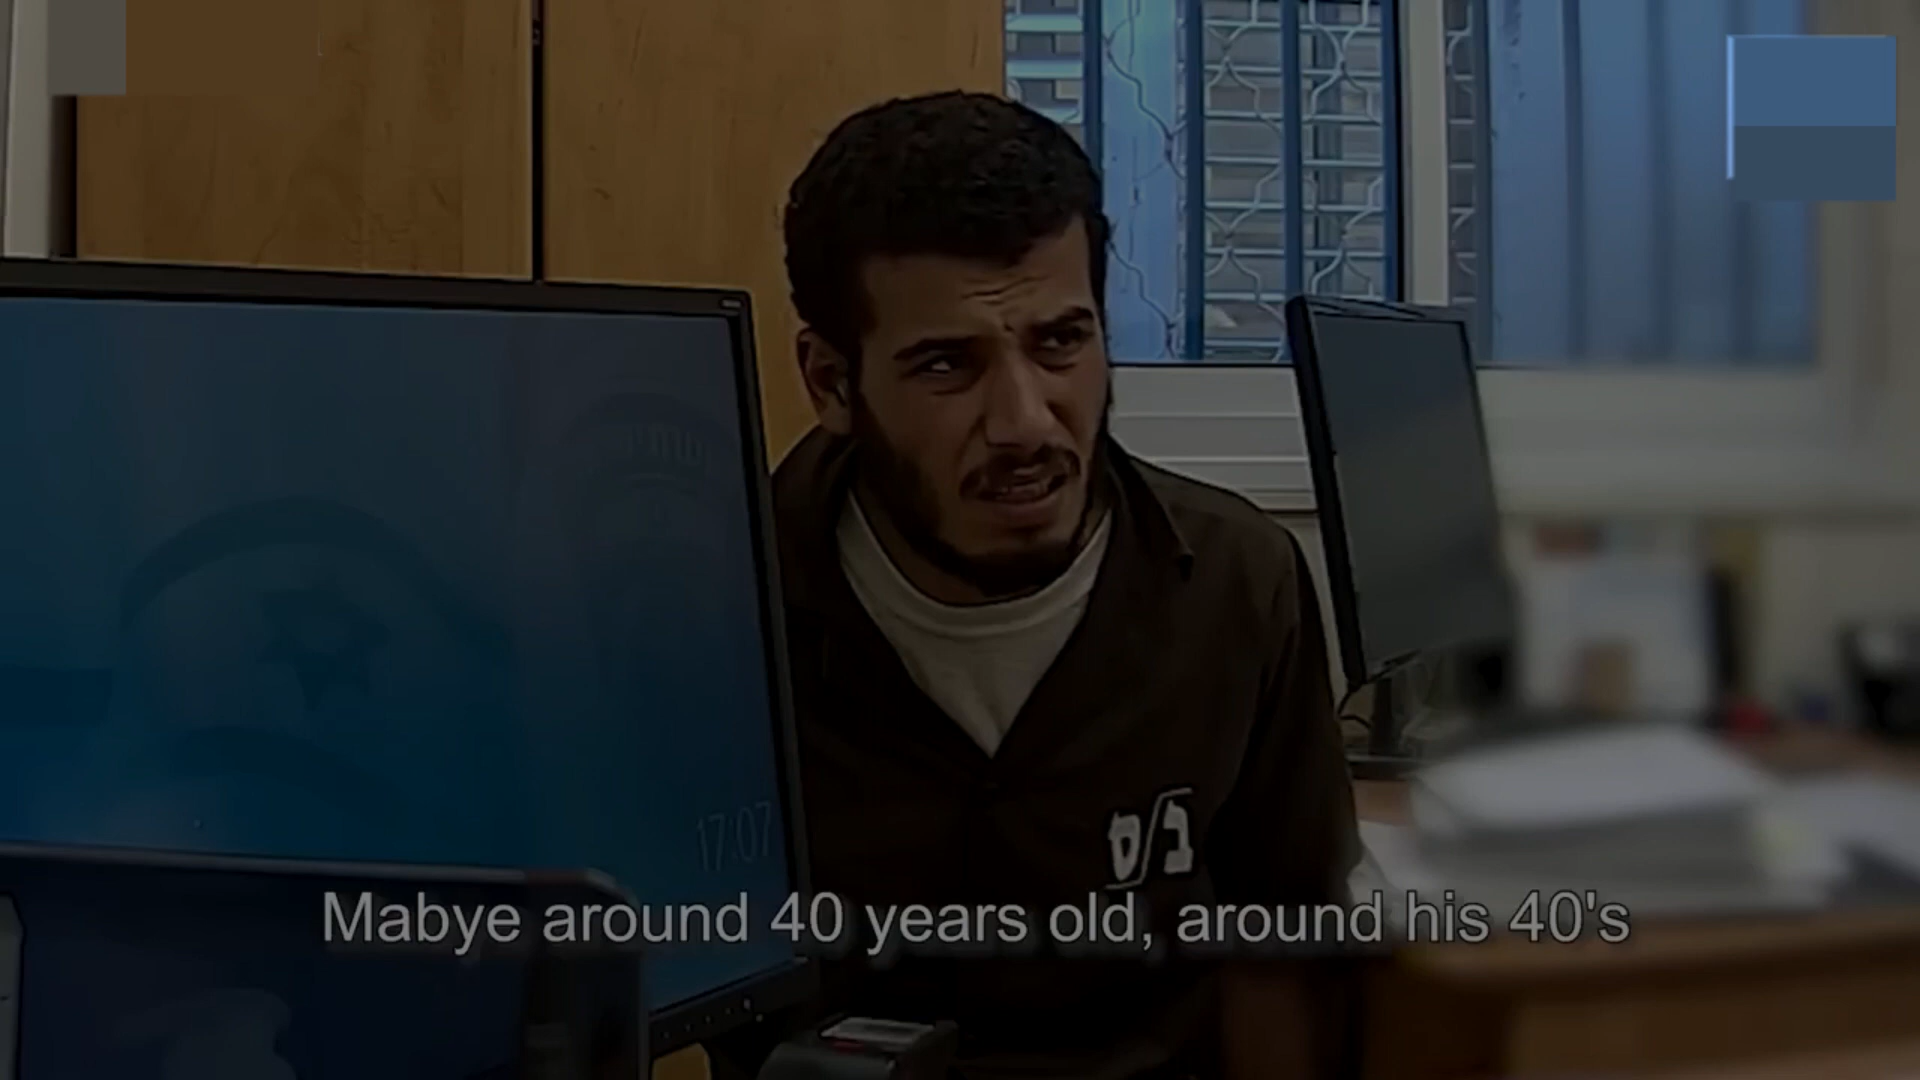 17:07
ב/ס
Mabye around 40 years old, around his 40's